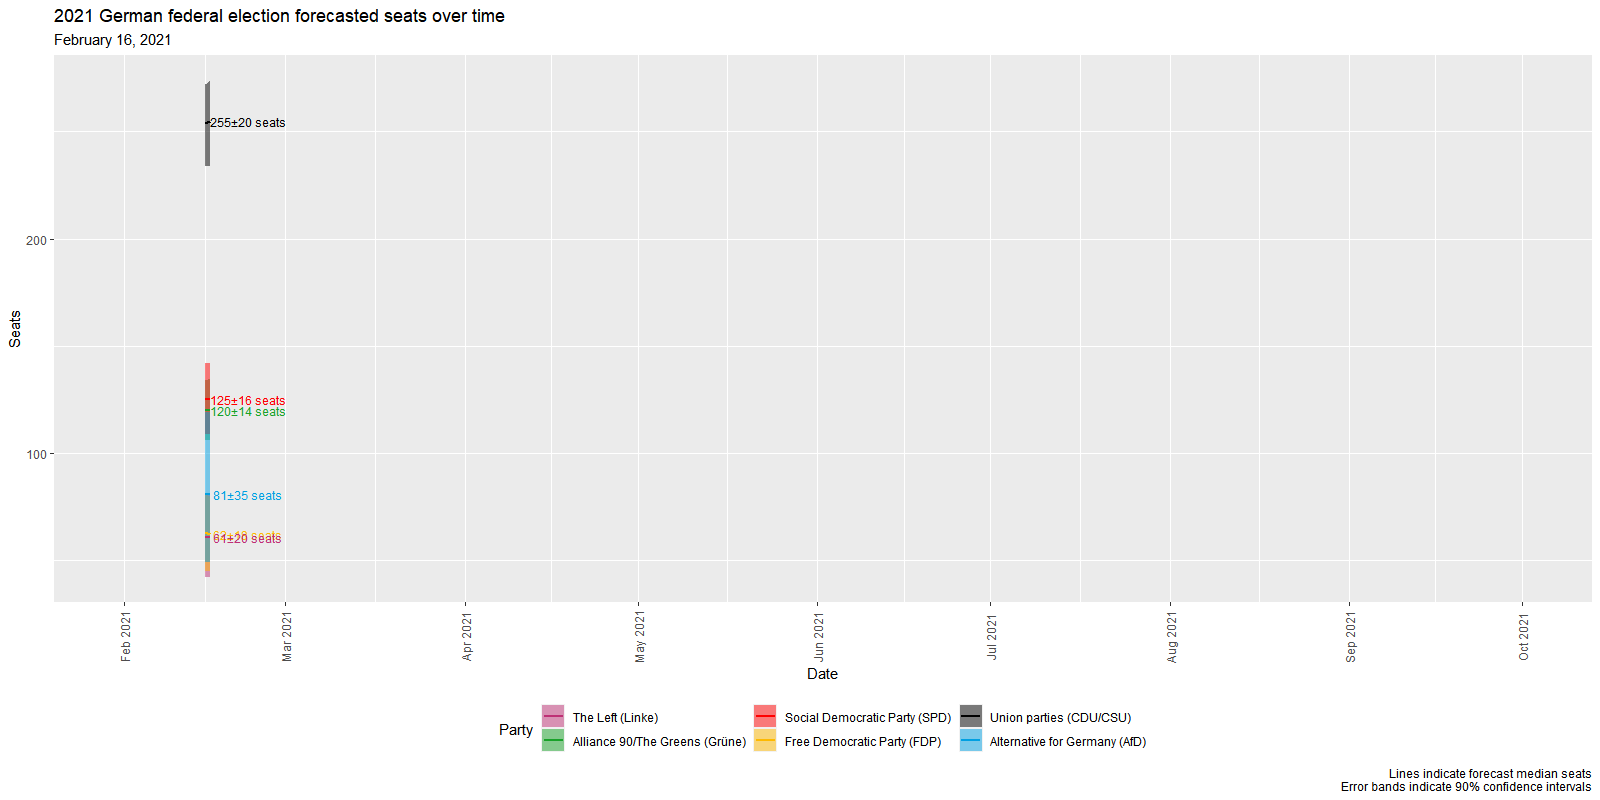 2021 German federal election forecasted seats over time
February 16, 2021
255±20 seats
200
125±16 seats
120±14 seats
100
81±35 seats
61±20 seats
Seats
Feb 2021
Mar 2021
Apr 2021
May 2021
Jun 2021
Jul 2021
Aug 2021
Sep 2021
Oct 2021
Date
Party
The Left (Linke)
Social Democratic Party (SPD)
Union parties (CDU/CSU)
Alliance 90/The Greens (Grüne)
Free Democratic Party (FDP)
Alternative for Germany (AfD)
Lines indicate forecast median seats
Error bands indicate 90% confidence intervals